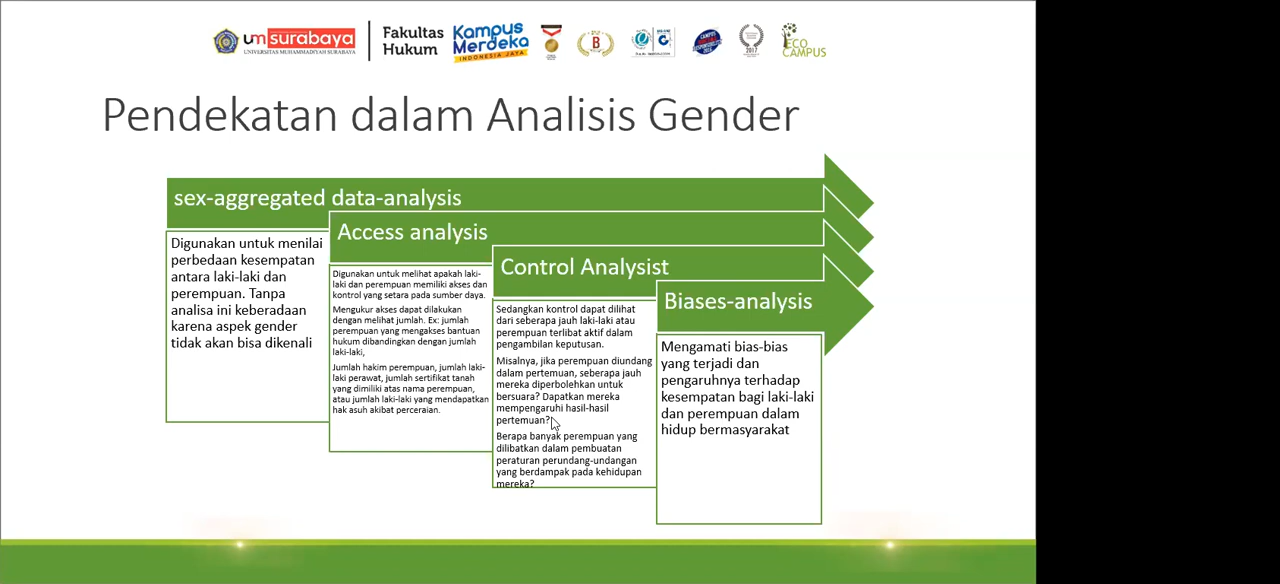 um surabaya
UNIVERSITAS MUHAMMADIYAH SURABAYA
Fakultas
Hukum
Kampus
Merdeka
INDONESIA JAYA
B
2017
ECO
CAMPUS
Pendekatan dalam Analisis Gender
sex-aggregated data-analysis
Digunakan untuk menilai
perbedaan kesempatan
antara laki-laki dan
perempuan. Tanpa
analisa ini keberadaan
karena aspek gender
tidak akan bisa dikenali
Access analysis
Digunakan untuk melihat apakah laki-
laki dan perempuan memiliki akses dan
kontrol yang setara pada sumber daya.
Mengukur akses dapat dilakukan
dengan melihat jumlah. Ex: jumlah
perempuan yang mengakses bantuan
hukum dibandingkan dengan jumlah
laki-laki,
Jumlah hakim perempuan, jumlah laki-
laki perawat, jumlah sertifikat tanah
yang dimiliki atas nama perempuan,
atau jumlah laki-laki yang mendapatkan
hak asuh akibat perceraian.
Control Analysist
Sedangkan kontrol dapat dilihat
dari seberapa jauh laki-laki atau
perempuan terlibat aktif dalam
pengambilan keputusan.
Misalnya, jika perempuan diundang
dalam pertemuan, seberapa jauh
mereka diperbolehkan untuk
bersuara? Dapatkan mereka
mempengaruhi hasil-hasil
pertemuan?
Berapa banyak perempuan yang
dilibatkan dalam pembuatan
peraturan perundang-undangan
yang berdampak pada kehidupan
mereka?
Biases-analysis
Mengamati bias-bias
yang terjadi dan
pengaruhnya terhadap
kesempatan bagi laki-laki
dan perempuan dalam
hidup bermasyarakat